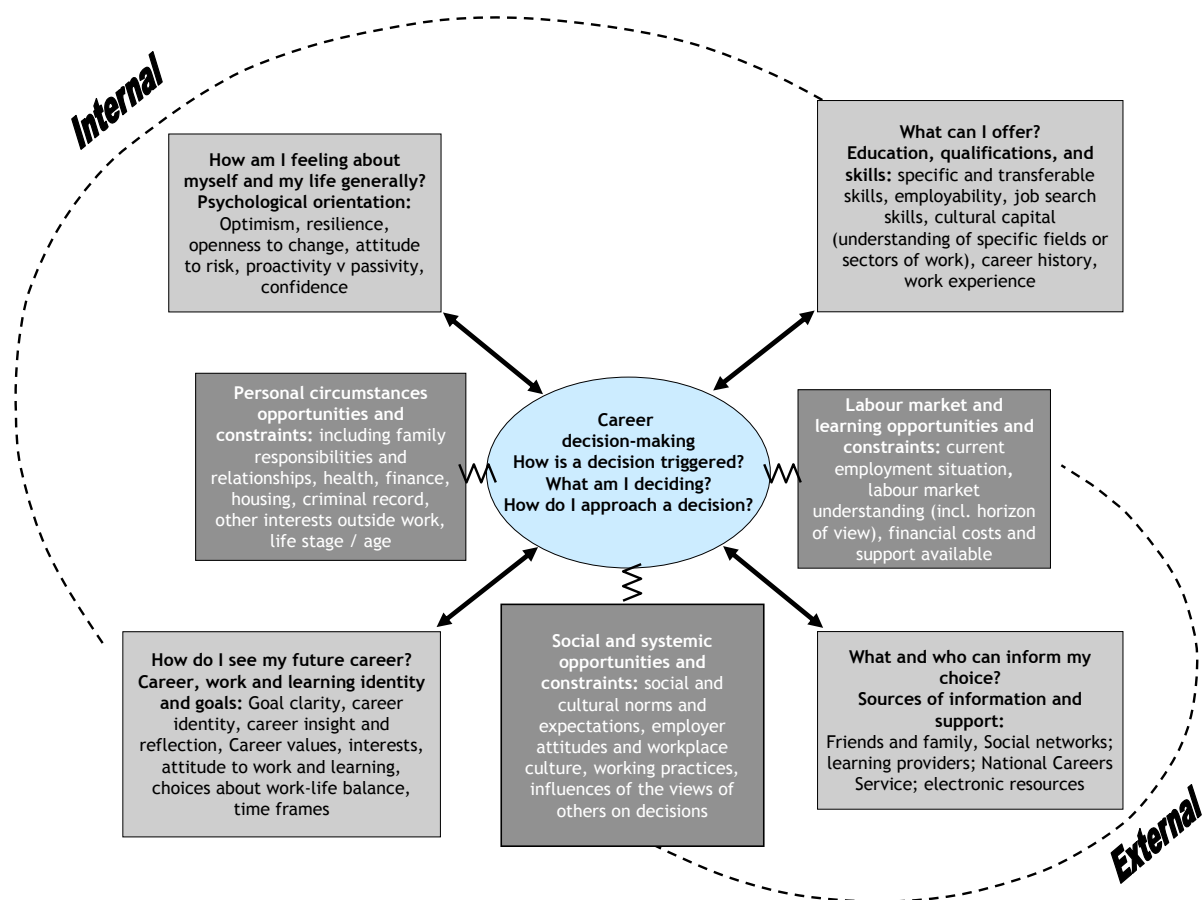 Internal
How am I feeling about
myself and my life generally?
Psychological orientation:
Optimism, resilience,
openness to change, attitude
to risk, proactivity v passivity,
confidence
What can I offer?
Education, qualifications, and
skills: specific and transferable
skills, employability, job search
skills, cultural capital
(understanding of specific fields or
sectors of work), career history,
work experience
Personal circumstances
opportunities and
constraints: including family
responsibilities and
relationships, health, finance,
housing, criminal record,
other interests outside work,
life stage / age
Career
decision-making
How is a decision triggered?
What am I deciding?
How do I approach a decision?
Labour market and
learning opportunities and
constraints: current
employment situation,
labour market
understanding (incl. horizon
of view), financial costs and
support available
How do I see my future career?
Career, work and learning identity
and goals: Goal clarity, career
identity, career insight and
reflection, Career values, interests,
attitude to work and learning,
choices about work-life balance,
time frames
Social and systemic
opportunities and
constraints: social and
cultural norms and
expectations, employer
attitudes and workplace
culture, working practices,
influences of the views of
others on decisions
What and who can inform my
choice?
Sources of information and
support:
Friends and family, Social networks;
learning providers; National Careers
Service; electronic resources
External